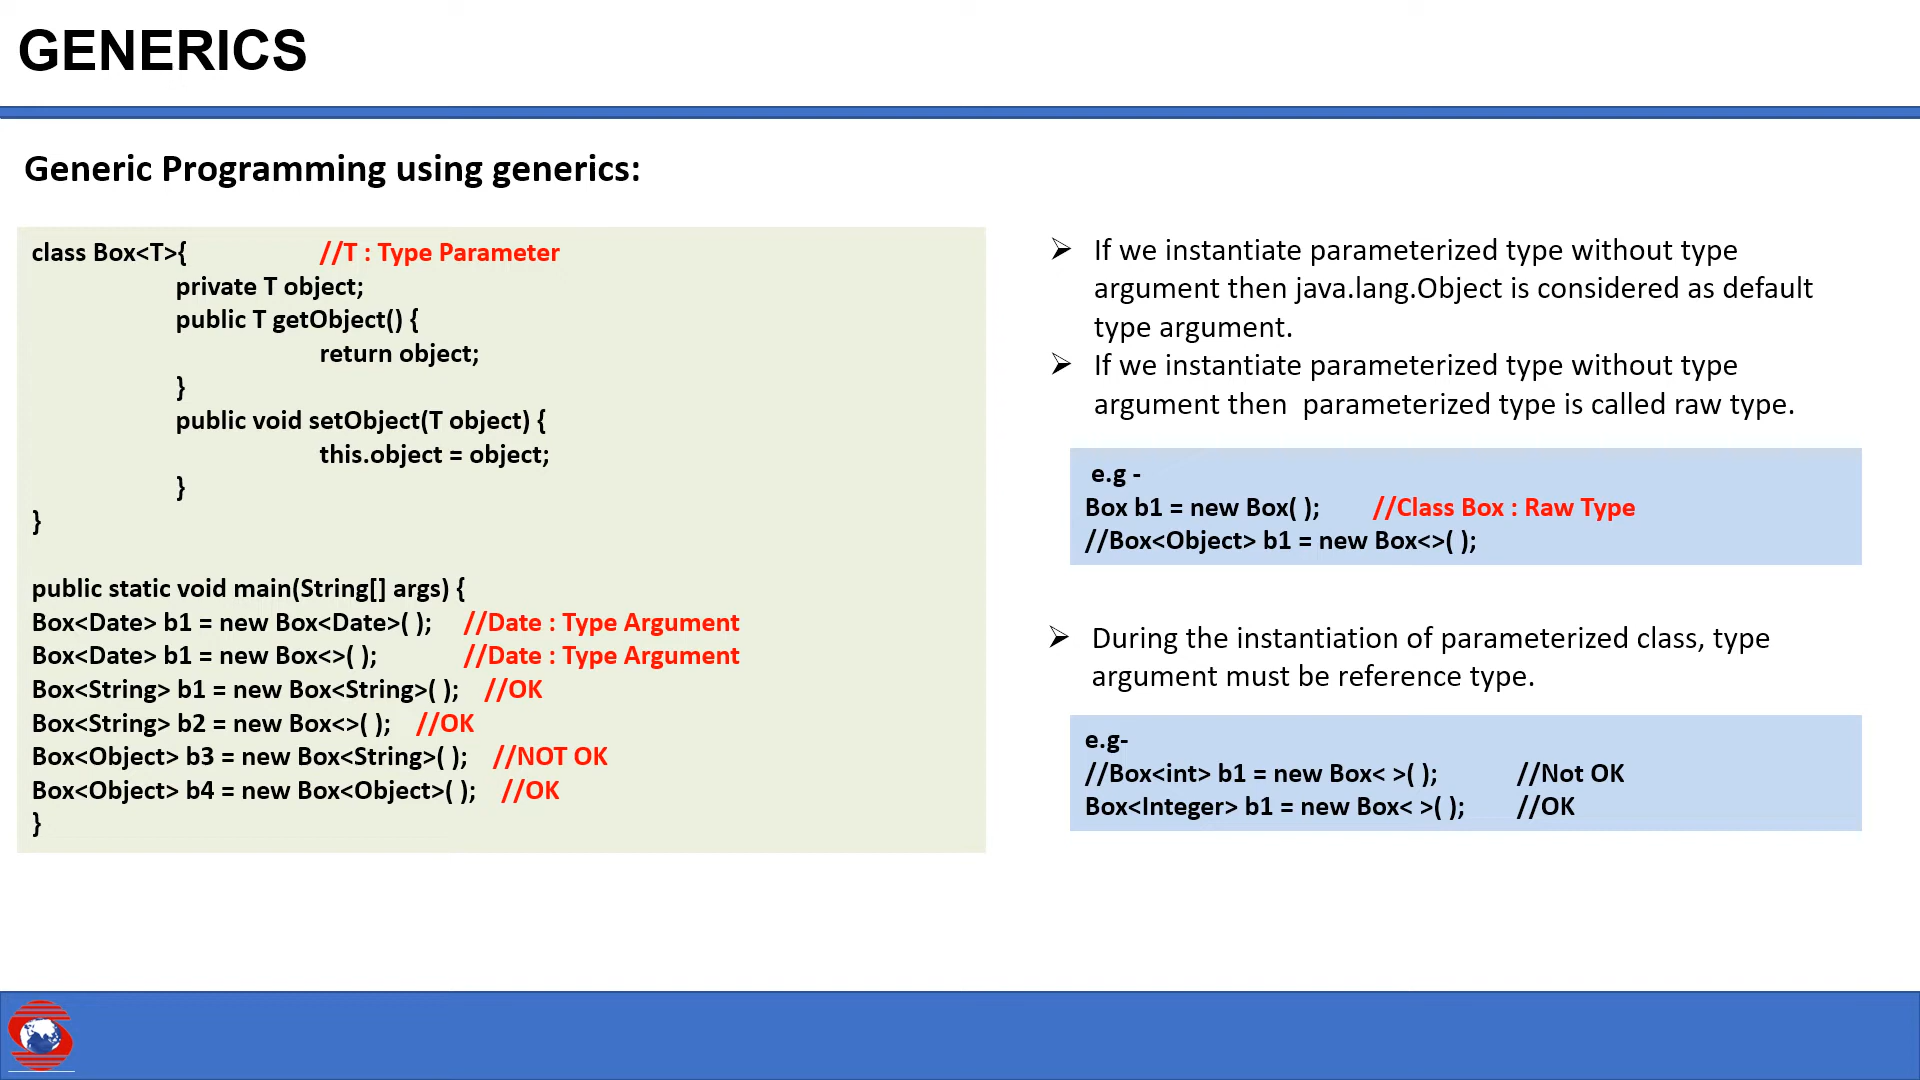 GENERICS
Generic Programming using generics:
class Box<T>{ //T : Type Parameter
private T object;
public T getObject() {
return object;
}
public void setObject(T object) {
this.object = object;
}
}
public static void main(String[] args) {
Box<Date> b1 = new Box<Date>( ); //Date : Type Argument
Box<Date> b1 = new Box<>( ); //Date : Type Argument
Box<String> b1 = new Box<String>( ); //OK
Box<String> b2 = new Box<>( ); //OK
Box<Object> b3 = new Box<String>( ); //NOT OK
Box<Object> b4 = new Box<Object>( ); //OK
}
➢ If we instantiate parameterized type without type
argument then java.lang.Object is considered as default
type argument.
➢ If we instantiate parameterized type without type
argument then parameterized type is called raw type.
e.g -
Box b1 = new Box( ); //Class Box : Raw Type
//Box<Object> b1 = new Box<>( );
➢ During the instantiation of parameterized class, type
argument must be reference type.
e.g-
//Box<int> b1 = new Box< >( ); //Not OK
Box<Integer> b1 = new Box< >( ); //OK